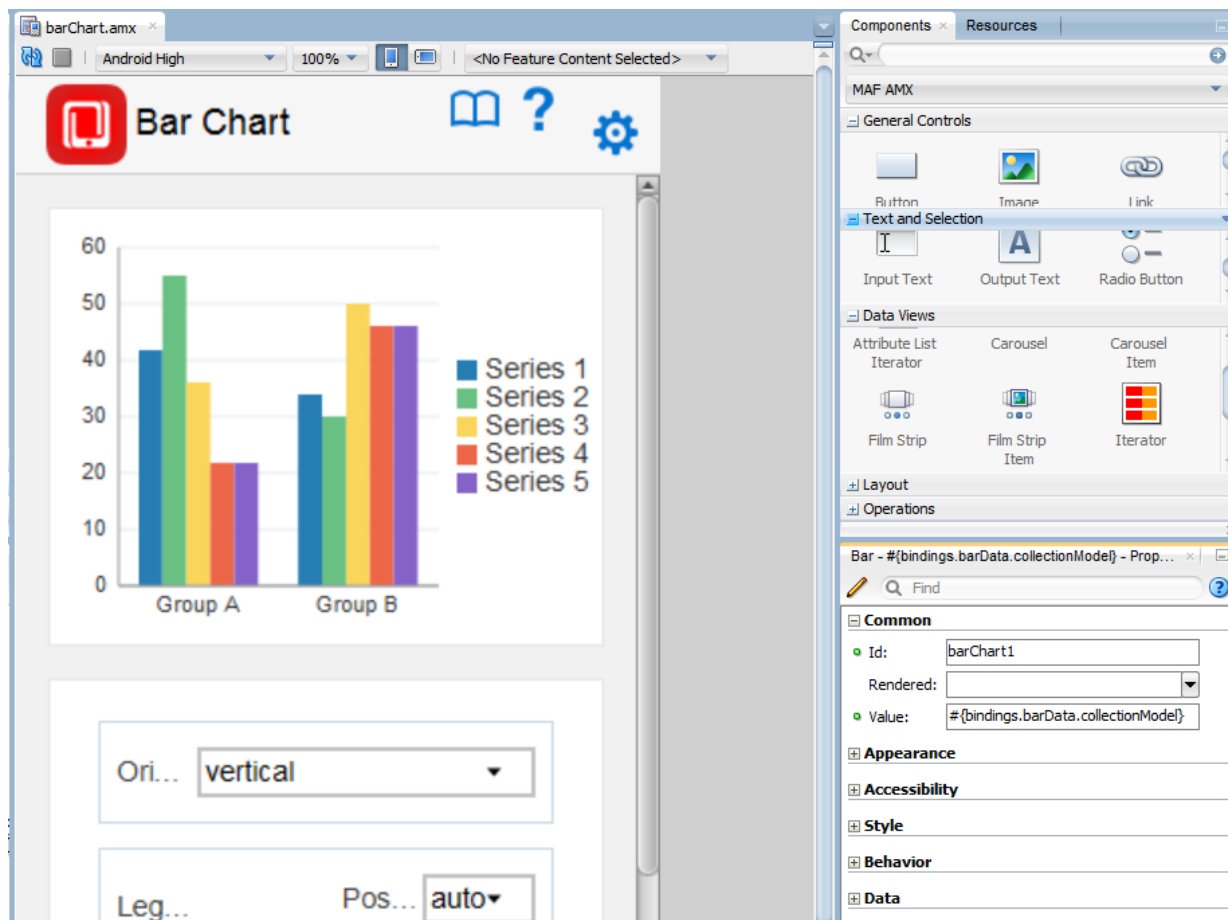 barChart.amx
Android High
100%
<No Feature Content Selected>
Bar Chart
?
60
50
40
30
20
10
0
Group A
Group B
Series 1
Series 2
Series 3
Series 4
Series 5
Ori...
vertical
Leg...
Pos...
auto
Components
Resources
MAF AMX
General Controls
Button
Image
Link
Text and Selection
A
Input Text
Output Text
Radio Button
Data Views
Attribute List
Iterator
Carousel
Carousel
Item
Film Strip
Film Strip
Item
Iterator
Layout
Operations
Bar - #{bindings.barData.collectionModel} - Prop...
Find
?
Common
Id:
barChart1
Rendered:
Value:
#{bindings.barData.collectionModel}
Appearance
Accessibility
Style
Behavior
Data